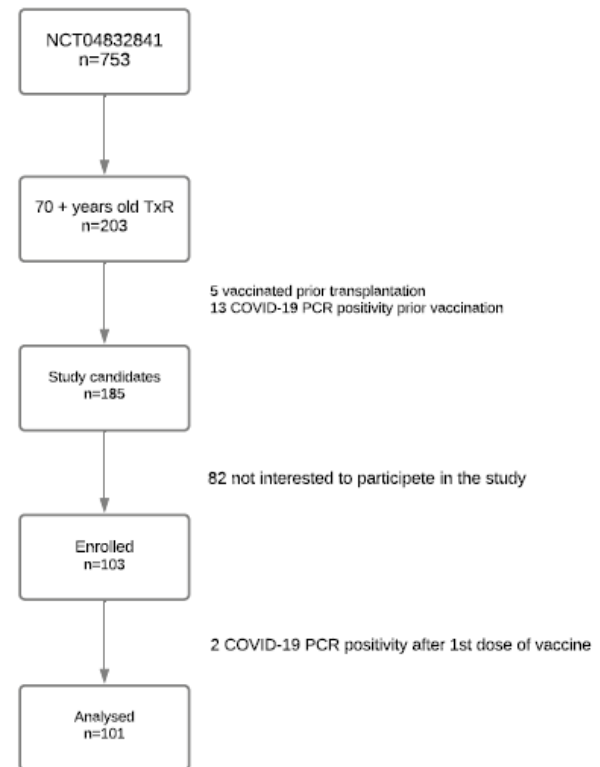 NCT04832841
n=753
70 + years old TxR
n=203
5 vaccinated prior transplantation
13 COVID-19 PCR positivity prior vaccination
Study candidates
n=185
82 not interested to participete in the study
Enrolled
n=103
2 COVID-19 PCR positivity after 1st dose of vaccine
Analysed
n=101